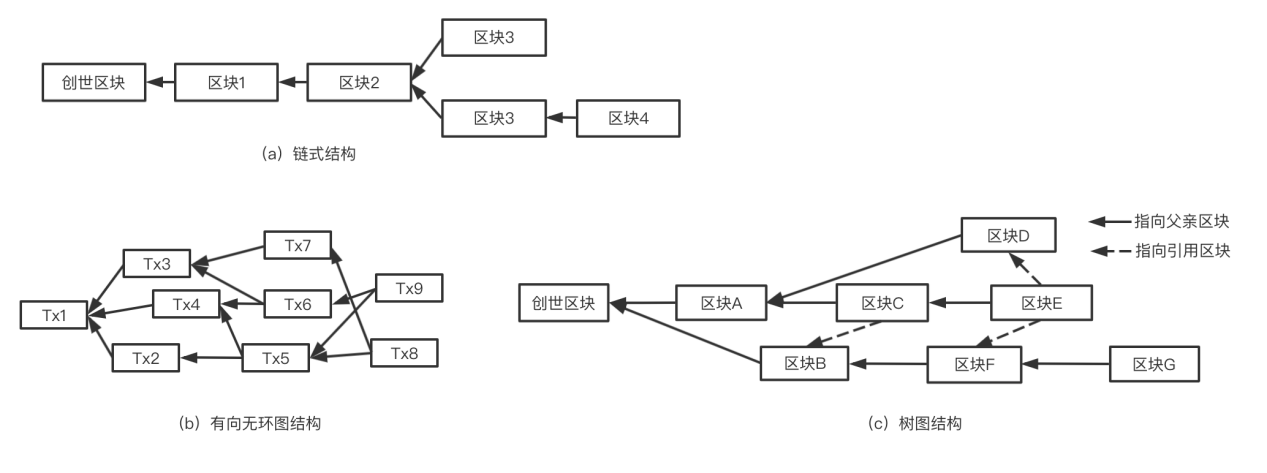 区块3
创世区块
区块1
区块2
区块3
区块4
(a) 链式结构
Tx7
Tx3
Tx4
Tx6
Tx9
Tx1
Tx2
Tx5
Tx8
(b) 有向无环图结构
区块D
指向父亲区块
指向引用区块
创世区块
区块A
区块C
区块E
区块B
区块F
区块G
(c) 树图结构